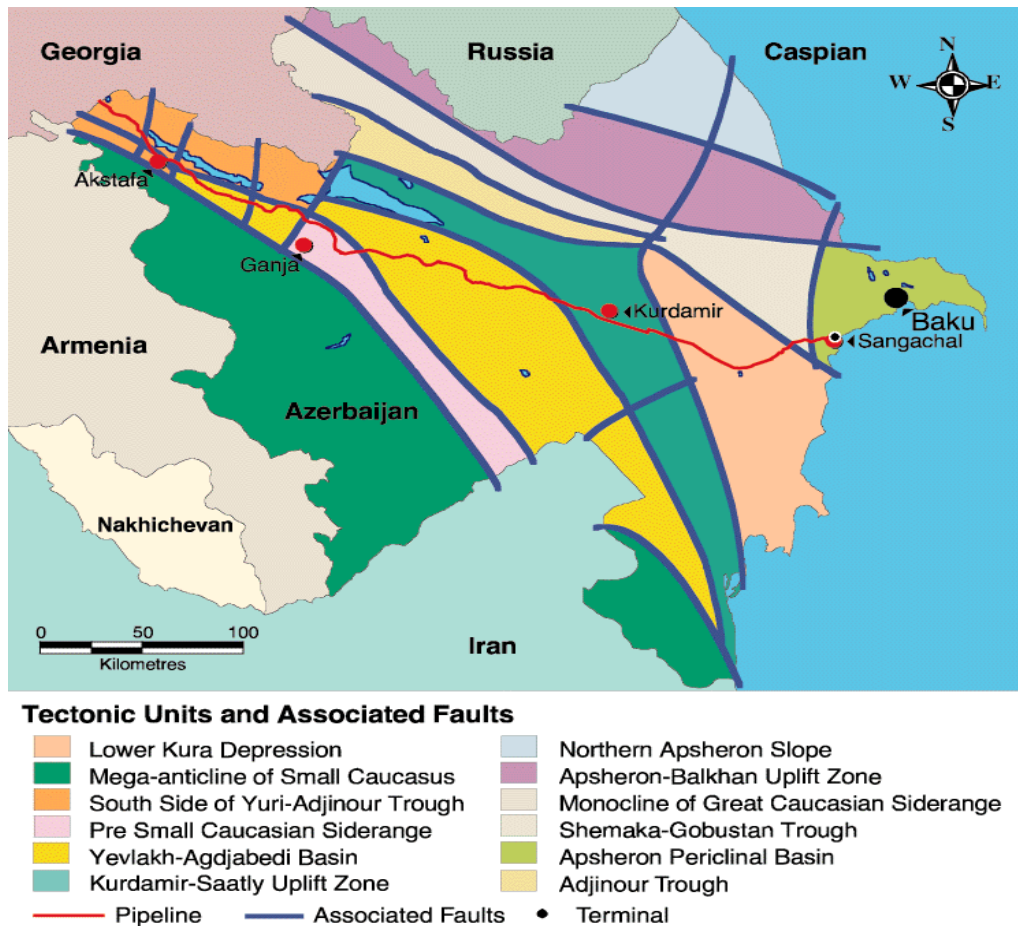 Georgia
Russia
Caspian
N
W E
S
Akstafa
Ganja
Kurdamir
Baku
Sangachal
Armenia
Azerbaijan
Nakhichevan
Iran
0 50 100
Kilometres
Tectonic Units and Associated Faults
Lower Kura Depression
Mega-anticline of Small Caucasus
South Side of Yuri-Adjinour Trough
Pre Small Caucasian Siderange
Yevlakh-Agdjabedi Basin
Kurdamir-Saatly Uplift Zone
Northern Apsheron Slope
Apsheron-Balkhan Uplift Zone
Monocline of Great Caucasian Siderange
Shemaka-Gobustan Trough
Apsheron Periclinal Basin
Adjinour Trough
Pipeline
Associated Faults
Terminal